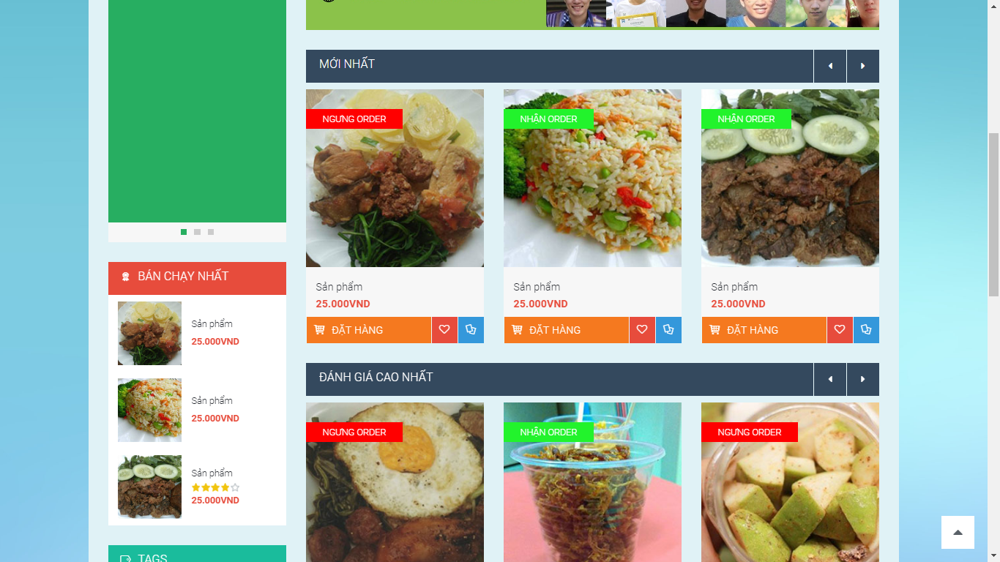 MỚI NHẤT
NGƯNG ORDER
NHẬN ORDER
NHẬN ORDER
Sản phẩm
25.000VND
ĐẶT HÀNG
Sản phẩm
25.000VND
ĐẶT HÀNG
Sản phẩm
25.000VND
ĐẶT HÀNG
BÁN CHẠY NHẤT
Sản phẩm
25.000VND
Sản phẩm
25.000VND
Sản phẩm
25.000VND
TAGS
ĐÁNH GIÁ CAO NHẤT
NGƯNG ORDER
NHẬN ORDER
NGƯNG ORDER